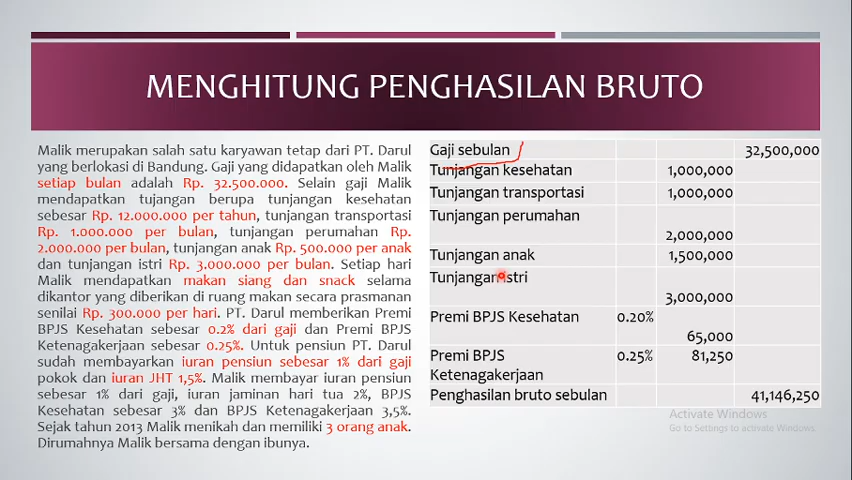 MENGHITUNG PENGHASILAN BRUTO
Malik merupakan salah satu karyawan tetap dari PT. Darul
yang berlokasi di Bandung. Gaji yang didapatkan oleh Malik
setiap bulan adalah Rp. 32.500.000. Selain gaji Malik
mendapatkan tujangan berupa tunjangan kesehatan
sebesar Rp. 12.000.000 per tahun, tunjangan transportasi
Rp. 1.000.000 per bulan, tunjangan perumahan Rp.
2.000.000 per bulan, tunjangan anak Rp. 500.000 per anak
dan tunjangan istri Rp. 3.000.000 per bulan. Setiap hari
Malik mendapatkan makan siang dan snack selama
dikantor yang diberikan di ruang makan secara prasmanan
senilai Rp. 300.000 per hari. PT. Darul memberikan Premi
BPJS Kesehatan sebesar 0.2% dari gaji dan Premi BPJS
Ketenagakerjaan sebesar 0.25%. Untuk pensiun PT. Darul
sudah membayarkan iuran pensiun sebesar 1% dari gaji
pokok dan iuran JHT 1,5%. Malik membayar iuran pensiun
sebesar 1% dari gaji, iuran jaminan hari tua 2%, BPJS
Kesehatan sebesar 3% dan BPJS Ketenagakerjaan 3,5%.
Sejak tahun 2013 Malik menikah dan memiliki 3 orang anak.
Dirumahnya Malik bersama dengan ibunya.
Gaji sebulan 32,500,000
Tunjangan kesehatan 1,000,000
Tunjangan transportasi 1,000,000
Tunjangan perumahan
2,000,000
Tunjangan anak 1,500,000
Tunjangan istri
3,000,000
Premi BPJS Kesehatan 0.20%
65,000
Premi BPJS 0.25% 81,250
Ketenagakerjaan
Penghasilan bruto sebulan 41,146,250
Activate Windows
Go to Settings to activate Windows.